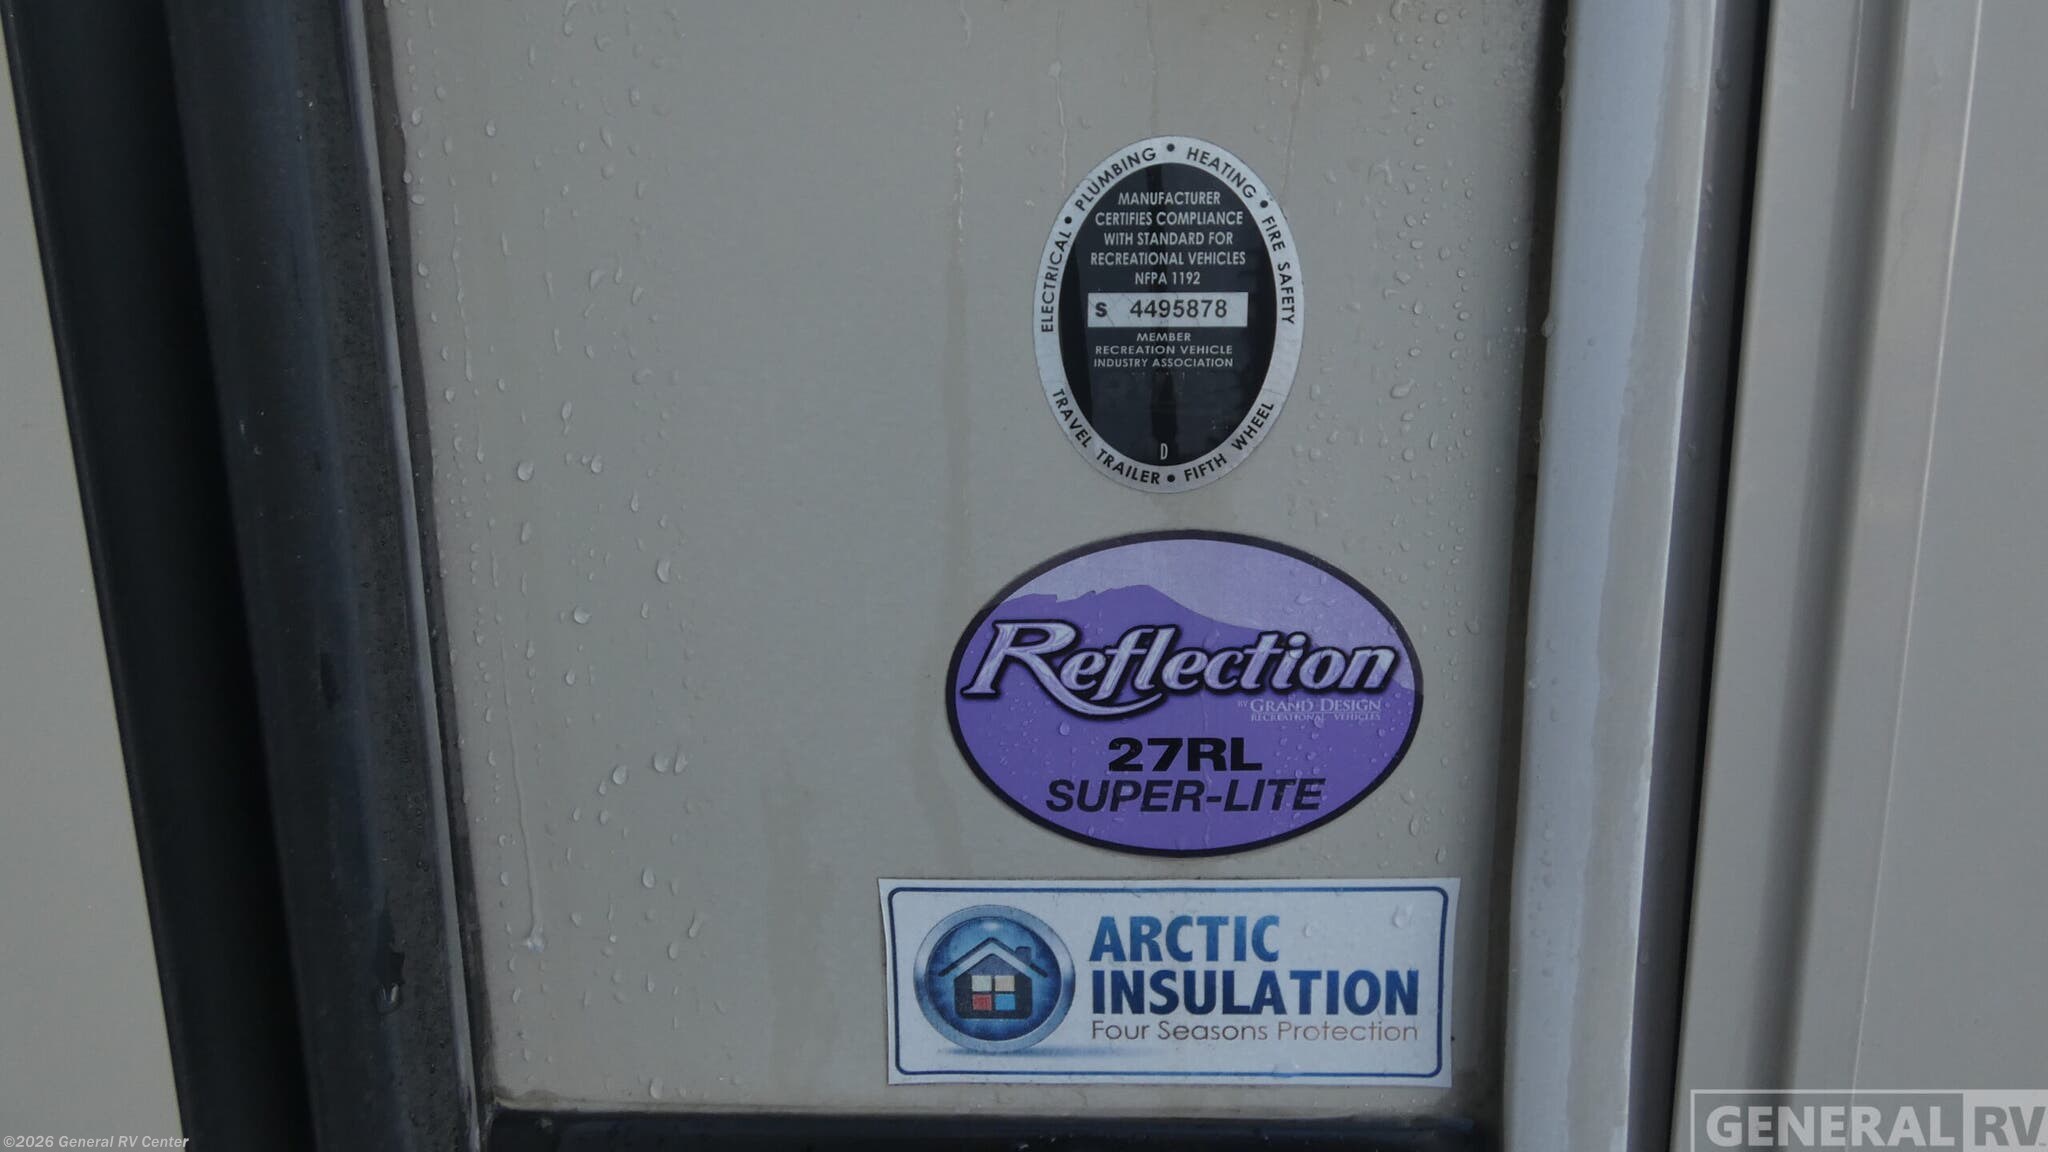 ELECTRICAL • PLUMBING • HEATING • FIRE SAFETY
MANUFACTURER
CERTIFIES COMPLIANCE
WITH STANDARD FOR
RECREATIONAL VEHICLES
NFPA 1192
S 4495878
MEMBER
RECREATION VEHICLE
INDUSTRY ASSOCIATION
D
TRAVEL TRAILER • FIFTH WHEEL
Reflection
BY GRAND DESIGN
RECREATIONAL VEHICLES
27RL
SUPER-LITE
ARCTIC
INSULATION
Four Seasons Protection
©2026 General RV Center
GENERAL RV